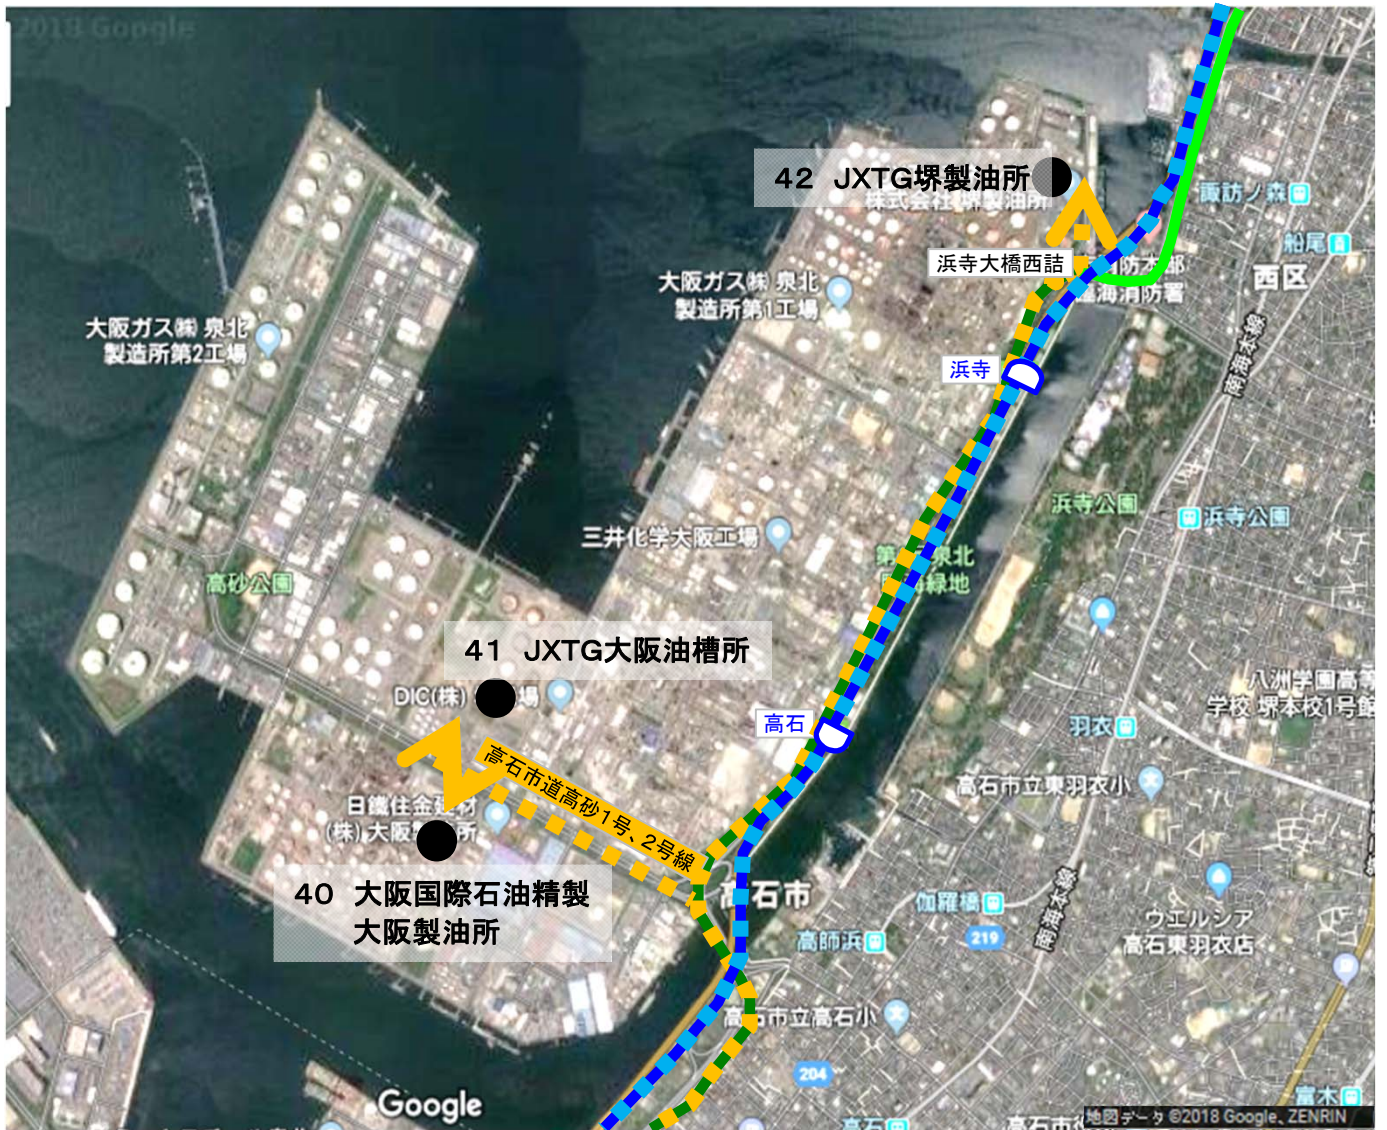 2018 Google
42 JXTG堺製油所
株式会社 堺製油所
諏訪ノ森
船尾
西区
浜寺大橋西詰
大阪ガス㈱ 泉北
製造所第1工場
大阪ガス㈱ 泉北
製造所第2工場
浜寺
南海本線
浜寺公園
浜寺公園
三井化学大阪工場
高砂公園
41 JXTG大阪油槽所
DIC(株)
場
八洲学園高等
学校 堺本校1号館
高石
羽衣
高石市道高砂1号、2号線
高石市立東羽衣小
日鐵住金建材
(株)大阪
所
40 大阪国際石油精製
大阪製油所
高石市
伽羅橋
219
南海本線
ウエルシア
高石東羽衣店
高師浜
高石市立高石小
204
Google
富木
地図データ ©2018 Google、ZENRIN
高石